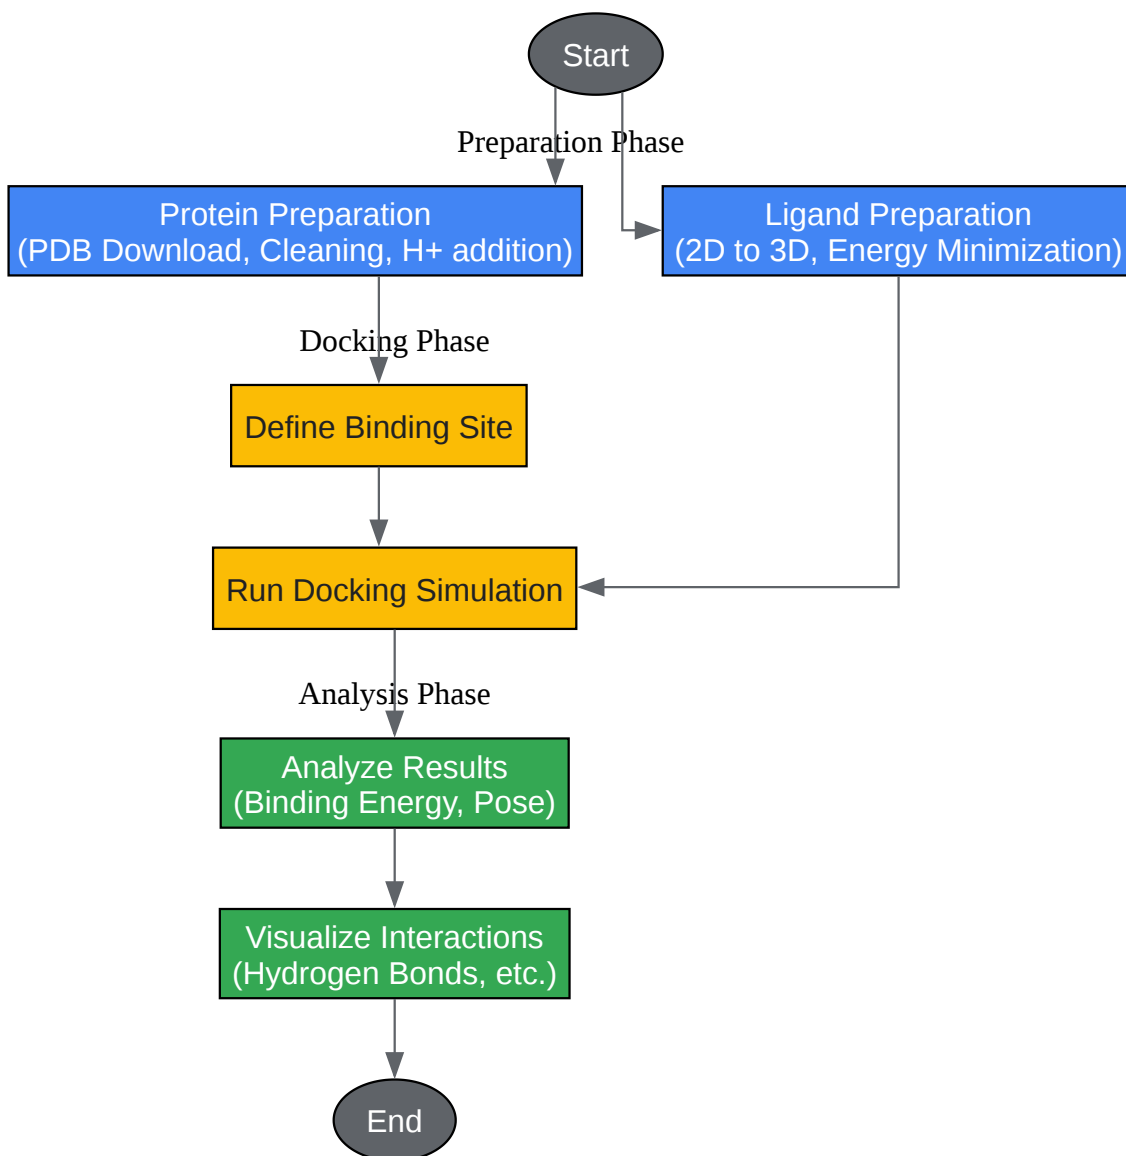 Start
Preparation Phase
Protein Preparation
(PDB Download, Cleaning, H+ addition)
Ligand Preparation
(2D to 3D, Energy Minimization)
Docking Phase
Define Binding Site
Run Docking Simulation
Analysis Phase
Analyze Results
(Binding Energy, Pose)
Visualize Interactions
(Hydrogen Bonds, etc.)
End